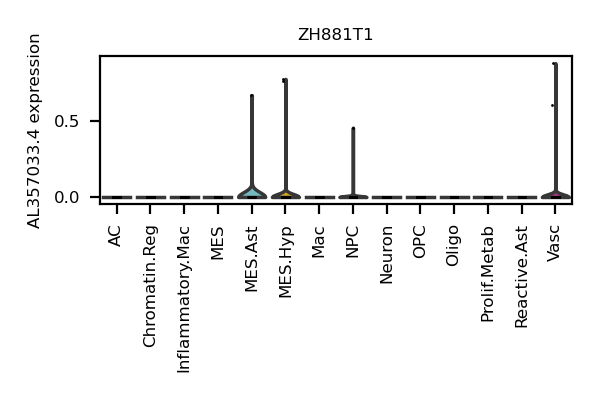 ZH881T1
AL357033.4 expression
0.5
0.0
AC
Chromatin.Reg
Inflammatory.Mac
MES
MES.Ast
MES.Hyp
Mac
NPC
Neuron
OPC
Oligo
Prolif.Metab
Reactive.Ast
Vasc